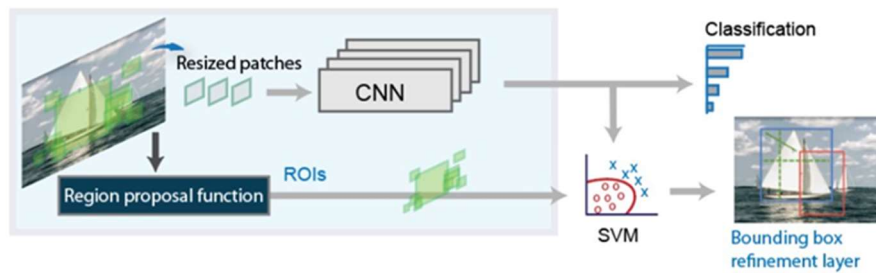 Classification
Resized patches
CNN
Region proposal function
ROIs
SVM
Bounding box
refinement layer